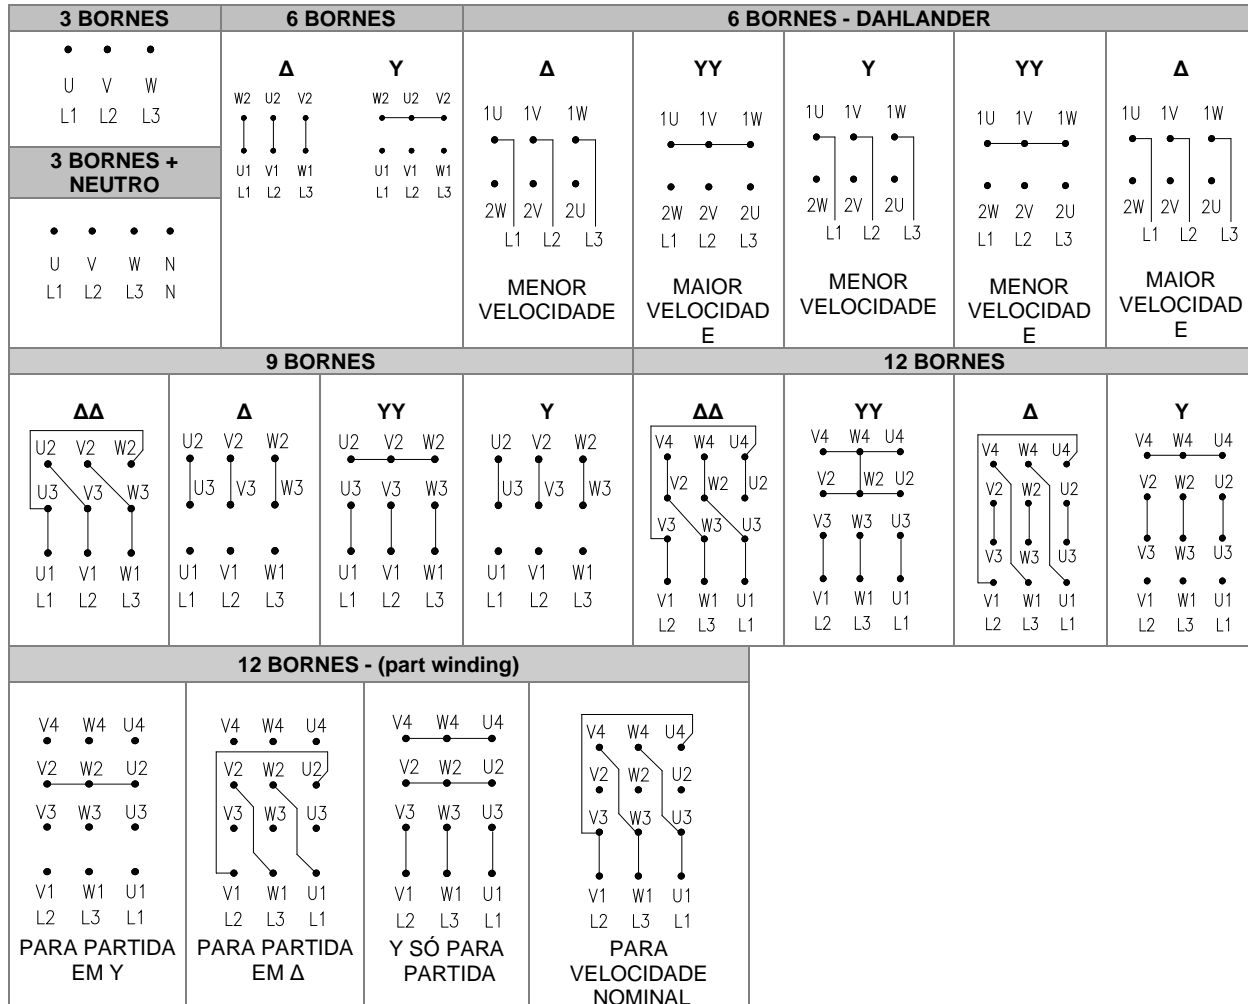 3 BORNES
U V W
L1 L2 L3
3 BORNES +
NEUTRO
U V W N
L1 L2 L3 N
6 BORNES
Δ Y
W2 U2 V2 W2 U2 V2
U1 V1 W1 U1 V1 W1
L1 L2 L3 L1 L2 L3
6 BORNES - DAHLANDER
Δ
1U 1V 1W
2W 2V 2U
L1 L2 L3
MENOR
VELOCIDADE
YY
1U 1V 1W
2W 2V 2U
L1 L2 L3
MAIOR
VELOCIDAD
E
Y
1U 1V 1W
2W 2V 2U
L1 L2 L3
MENOR
VELOCIDADE
YY
1U 1V 1W
2W 2V 2U
L1 L2 L3
MENOR
VELOCIDAD
E
Δ
1U 1V 1W
2W 2V 2U
L1 L2 L3
MAIOR
VELOCIDAD
E
9 BORNES
ΔΔ
U2 V2 W2
U3 V3 W3
U1 V1 W1
L1 L2 L3
Δ
U2 V2 W2
U3 V3 W3
U1 V1 W1
L1 L2 L3
YY
U2 V2 W2
U3 V3 W3
U1 V1 W1
L1 L2 L3
Y
U2 V2 W2
U3 V3 W3
U1 V1 W1
L1 L2 L3
12 BORNES
ΔΔ
V4 W4 U4
V2 W2 U2
V3 W3 U3
V1 W1 U1
L2 L3 L1
YY
V4 W4 U4
V2 W2 U2
V3 W3 U3
V1 W1 U1
L2 L3 L1
Δ
V4 W4 U4
V2 W2 U2
V3 W3 U3
V1 W1 U1
L2 L3 L1
Y
V4 W4 U4
V2 W2 U2
V3 W3 U3
V1 W1 U1
L2 L3 L1
12 BORNES - (part winding)
V4 W4 U4
V2 W2 U2
V3 W3 U3
V1 W1 U1
L2 L3 L1
PARA PARTIDA
EM Y
V4 W4 U4
V2 W2 U2
V3 W3 U3
V1 W1 U1
L2 L3 L1
PARA PARTIDA
EM Δ
V4 W4 U4
V2 W2 U2
V3 W3 U3
V1 W1 U1
L2 L3 L1
Y SÓ PARA
PARTIDA
V4 W4 U4
V2 W2 U2
V3 W3 U3
V1 W1 U1
L2 L3 L1
PARA
VELOCIDADE
NOMINAL